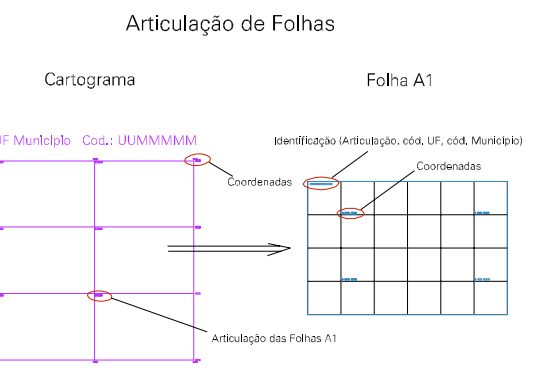 Articulação de Folhas
Cartograma
Folha A1
UF Município Cod.: UUMMMMM
Identificação (Articulação, cód, UF, cód, Município)
Coordenadas
Coordenadas
Articulação das Folhas A1